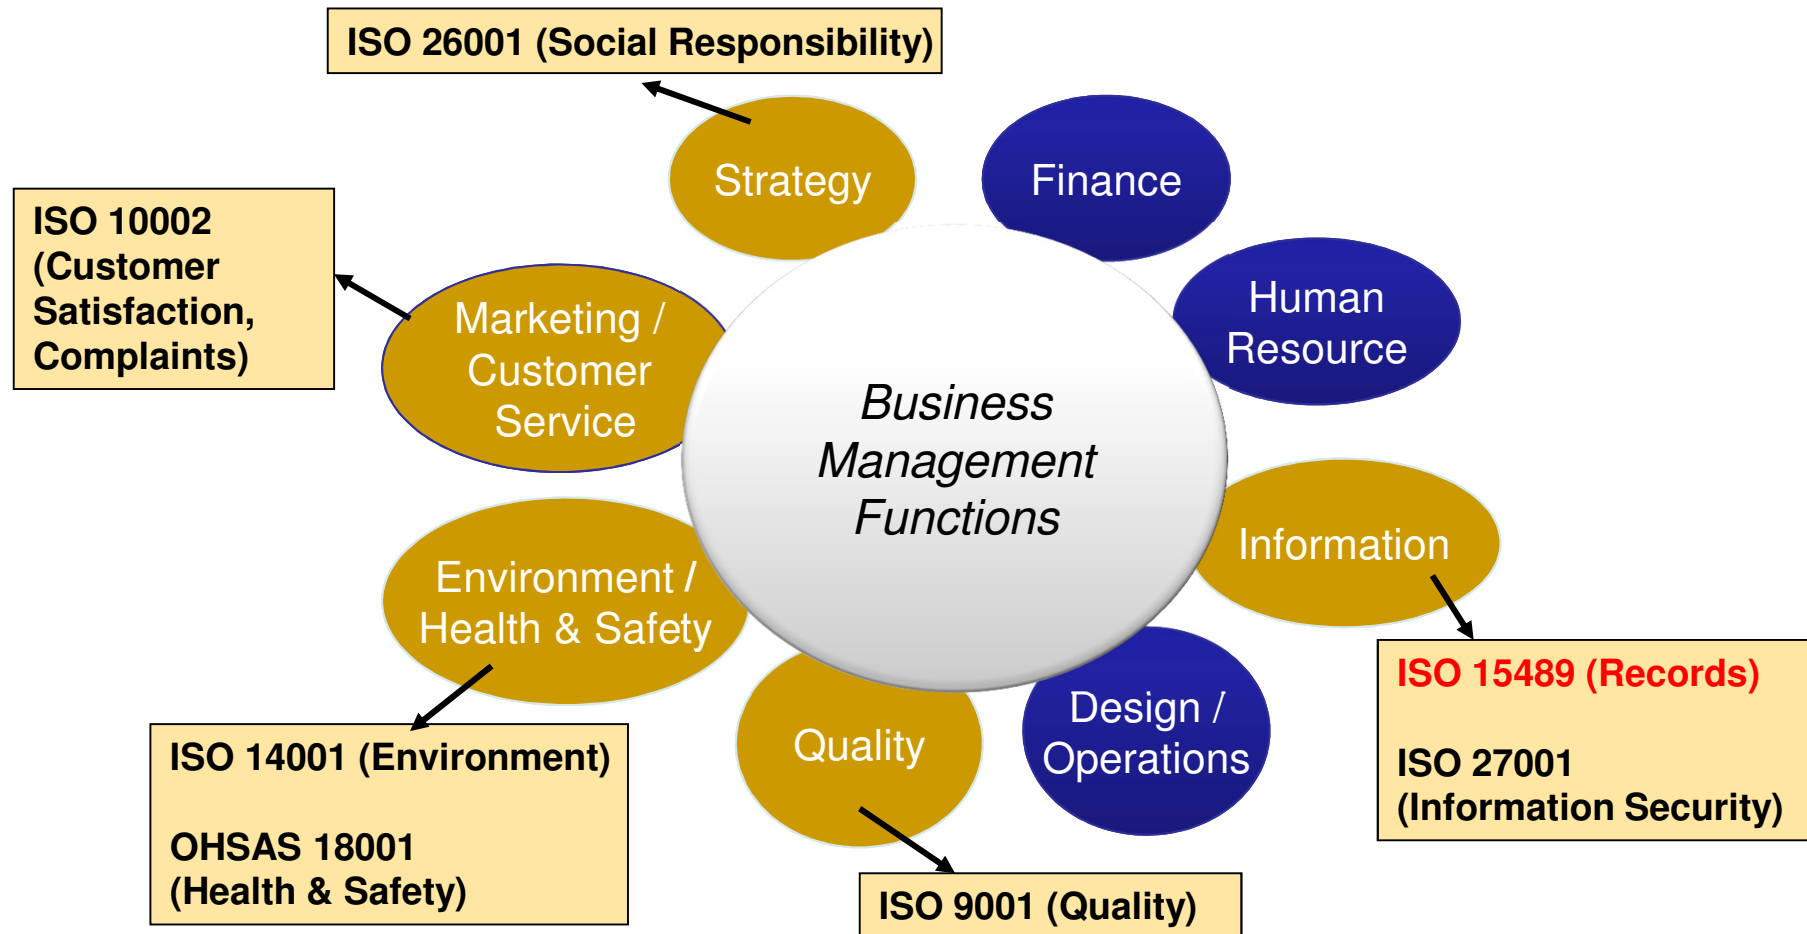 ISO 26001 (Social Responsibility)
Strategy
Finance
ISO 10002
(Customer
Satisfaction,
Complaints)
Marketing /
Customer
Service
Human
Resource
Business
Management
Functions
Environment /
Health & Safety
Information
Quality
Design /
Operations
ISO 14001 (Environment)
OHSAS 18001
(Health & Safety)
ISO 9001 (Quality)
ISO 15489 (Records)
ISO 27001
(Information Security)